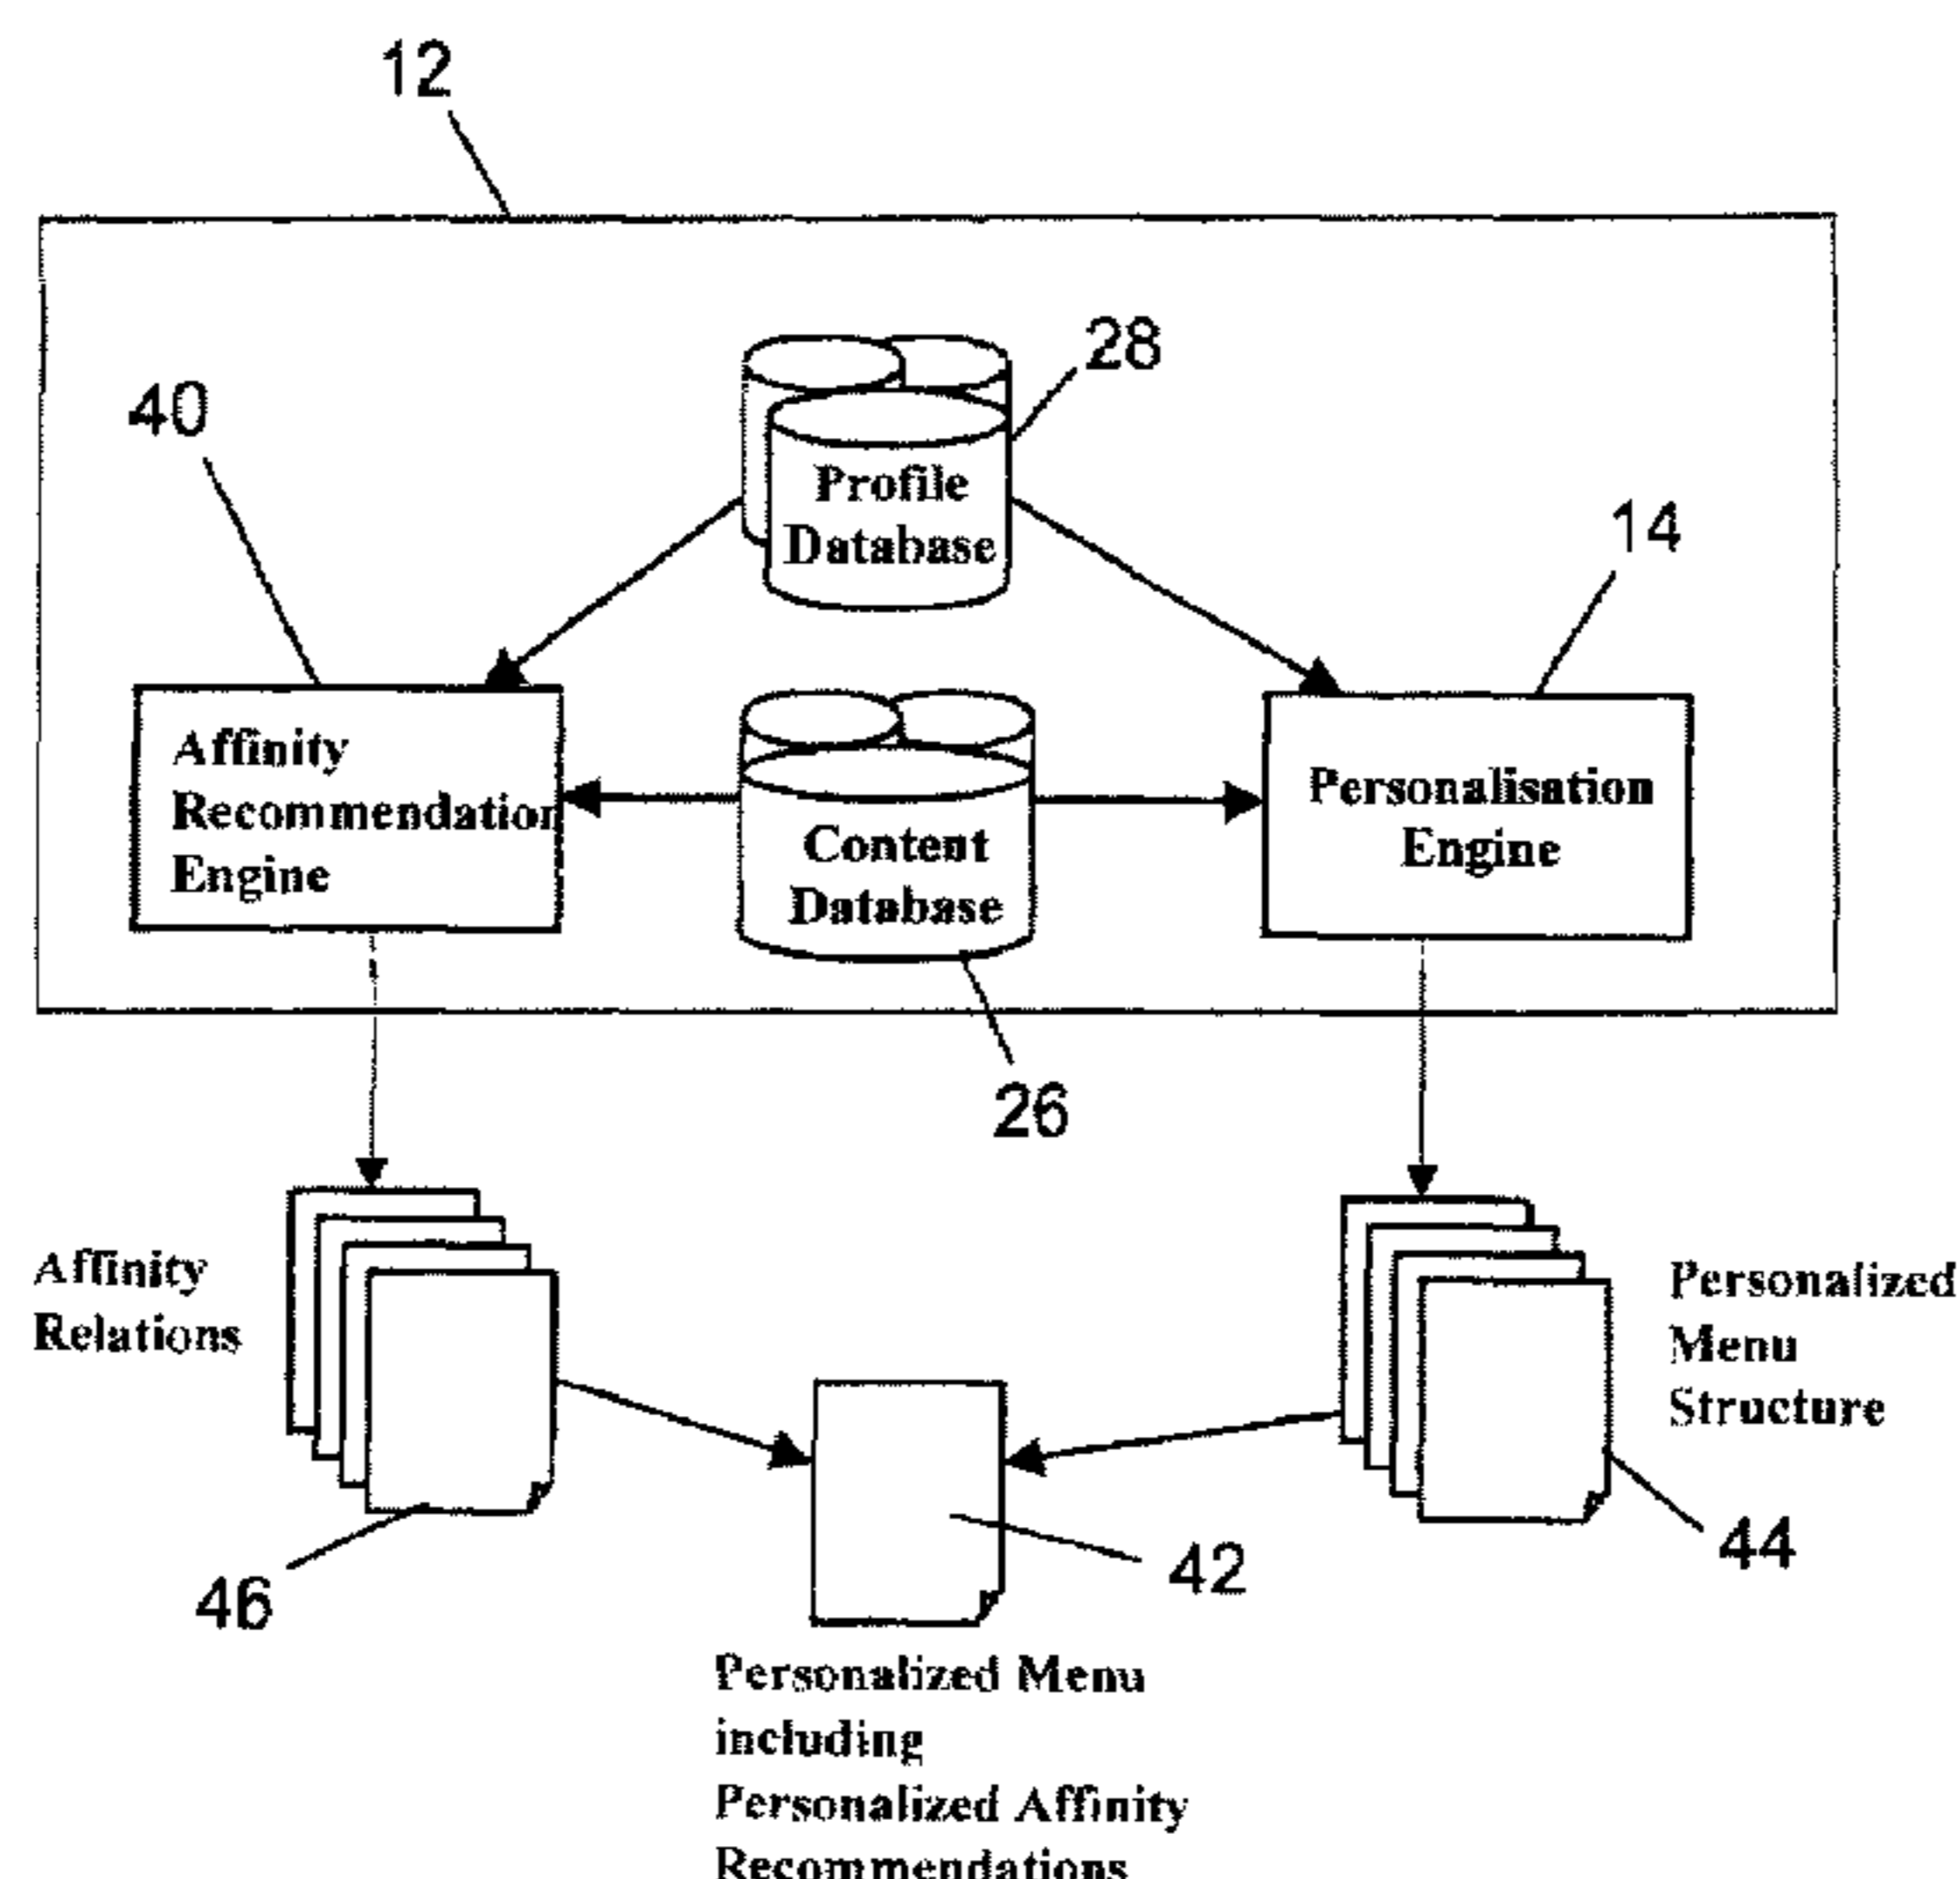 12
28
40
Profile
Database
14
Affinity
Recommendation
Engine
Content
Database
Personalisation
Engine
26
Affinity
Relations
Personalized
Menu
Structure
46
42
44
Personalized Menu
including
Personalized Affinity
Recommendations